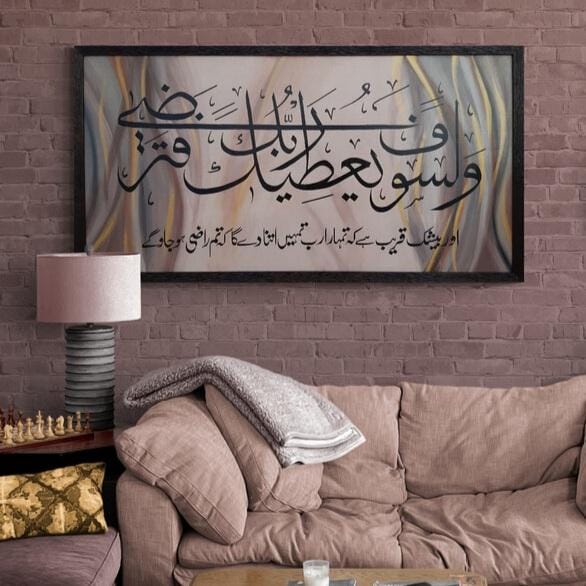 ولسوف يعطيك ربك فترضى
اور بیشک قریب ہے کہ تمہارا رب تمہیں اتنا دے گا کہ تم راضی ہو جاو گے